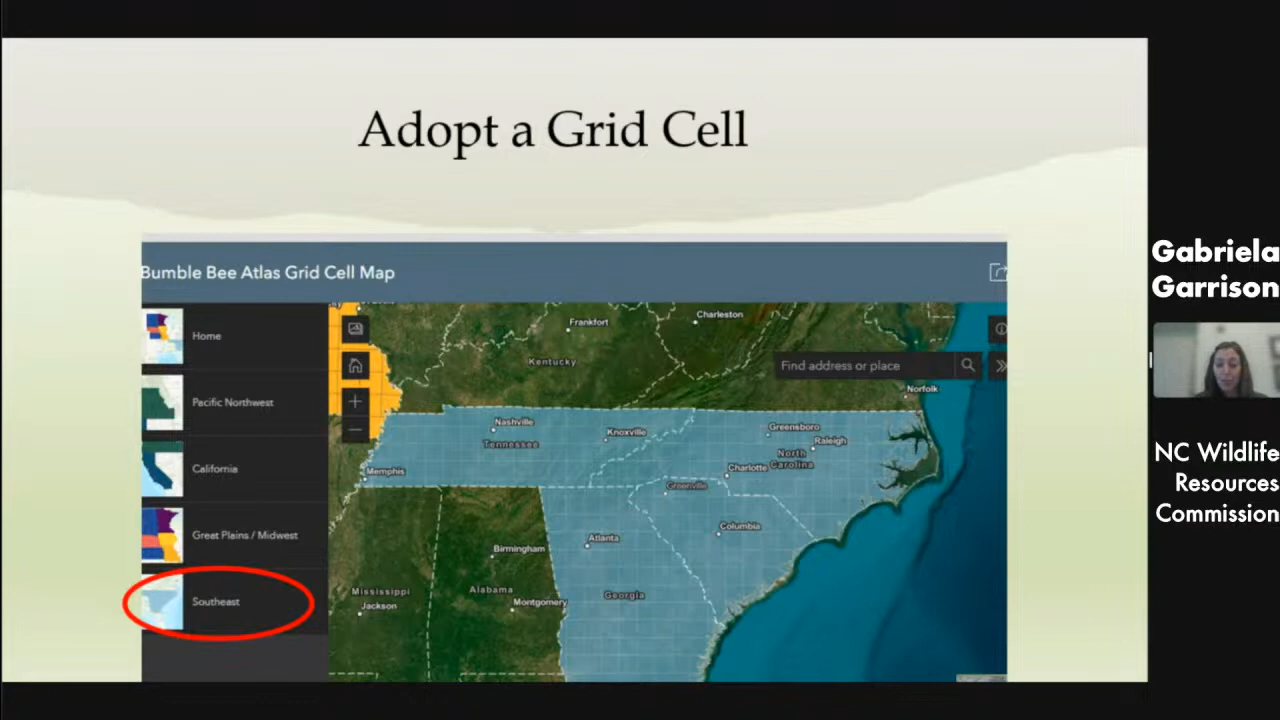 Adopt a Grid Cell
Bumble Bee Atlas Grid Cell Map
Home
Pacific Northwest
California
Great Plains / Midwest
Southeast
Find address or place
Frankfort
Charleston
Kentucky
Norfolk
Nashville
Tennessee
Knoxville
Greensboro
Raleigh
North
Carolina
Memphis
Charlotte
Greenville
Columbia
Atlanta
Birmingham
Mississippi
Jackson
Alabama
Montgomery
Georgia
Gabriela
Garrison
NC Wildlife
Resources
Commission